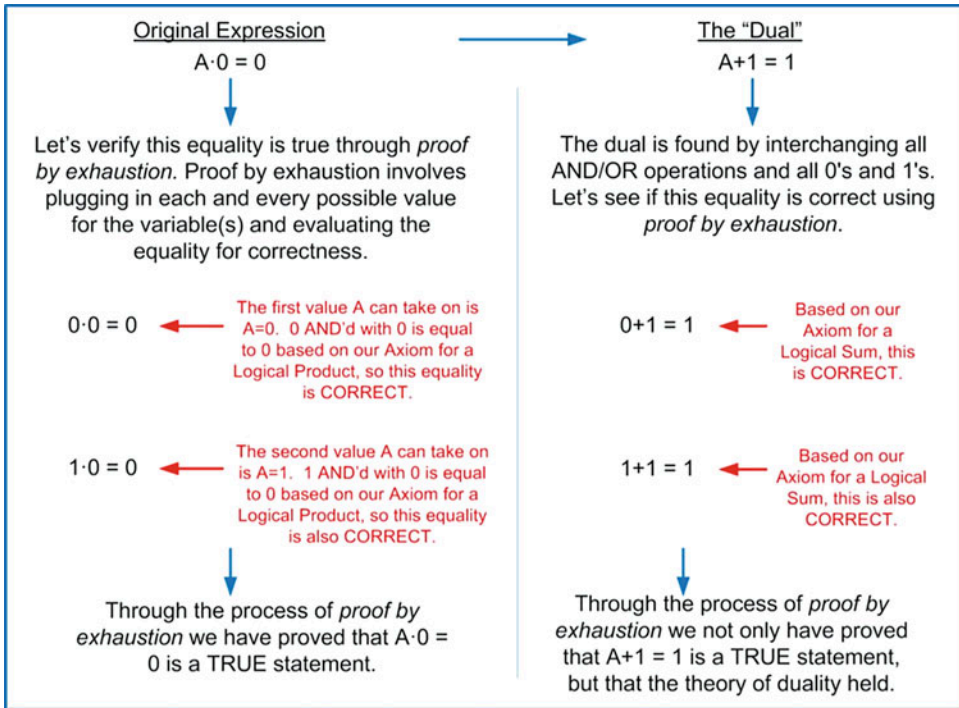 Original Expression
A·0 = 0
Let's verify this equality is true through proof
by exhaustion. Proof by exhaustion involves
plugging in each and every possible value
for the variable(s) and evaluating the
equality for correctness.
0·0 = 0
The first value A can take on is
A=0. 0 AND'd with 0 is equal
to 0 based on our Axiom for a
Logical Product, so this equality
is CORRECT.
1·0 = 0
The second value A can take on
is A=1. 1 AND'd with 0 is equal
to 0 based on our Axiom for a
Logical Product, so this equality
is also CORRECT.
Through the process of proof by
exhaustion we have proved that A·0 =
0 is a TRUE statement.
The “Dual”
A+1 = 1
The dual is found by interchanging all
AND/OR operations and all 0's and 1's.
Let's see if this equality is correct using
proof by exhaustion.
0+1 = 1
Based on our
Axiom for a
Logical Sum, this
is CORRECT.
1+1 = 1
Based on our
Axiom for a Logical
Sum, this is also
CORRECT.
Through the process of proof by
exhaustion we not only have proved
that A+1 = 1 is a TRUE statement,
but that the theory of duality held.